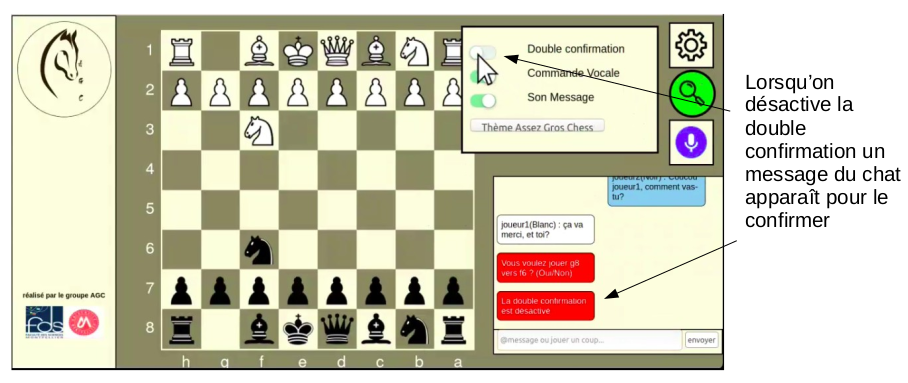 d
a
c
réalisé par le groupe AGC
fds
1
2
3
4
5
6
7
8
h g f e d c b a
Double confirmation
Commande Vocale
Son Message
Thème Assez Gros Chess
joueur2(Noir) : Coucou
joueur1, comment vas-
tu?
joueur1(Blanc) : ça va
merci, et toi?
Vous voulez jouer g8
vers f6 ? (Oui/Non)
La double confirmation
est désactivé
@message ou jouer un coup...
envoyer
Lorsqu'on
désactive la
double
confirmation un
message du chat
apparaît pour le
confirmer